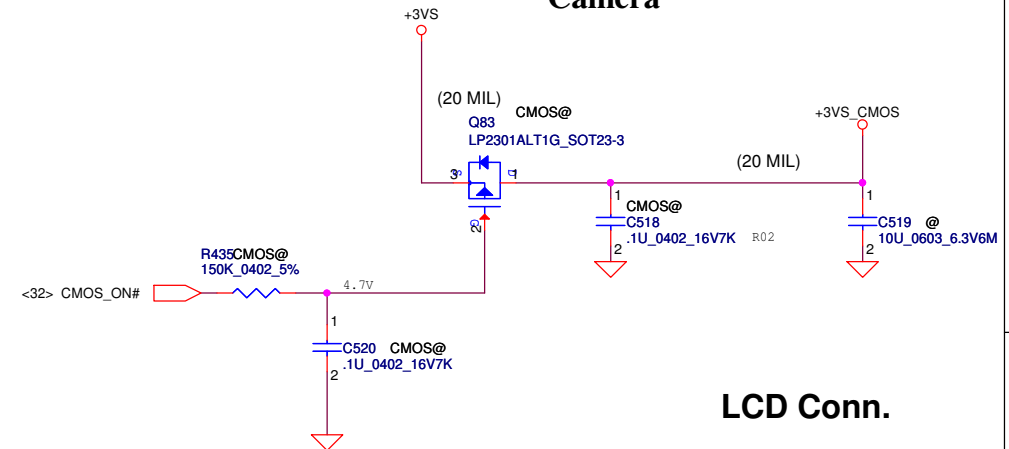 Camera
+3VS
(20 MIL)
CMOS@
Q83
LP2301ALT1G_SOT23-3
+3VS_CMOS
(20 MIL)
3
S
D
1
G
2
1
CMOS@
C518
.1U_0402_16V7K
R02
2
1
C519 @
10U_0603_6.3V6M
2
R435CMOS@
150K_0402_5%
<32> CMOS_ON#
4.7V
1
C520 CMOS@
.1U_0402_16V7K
2
LCD Conn.